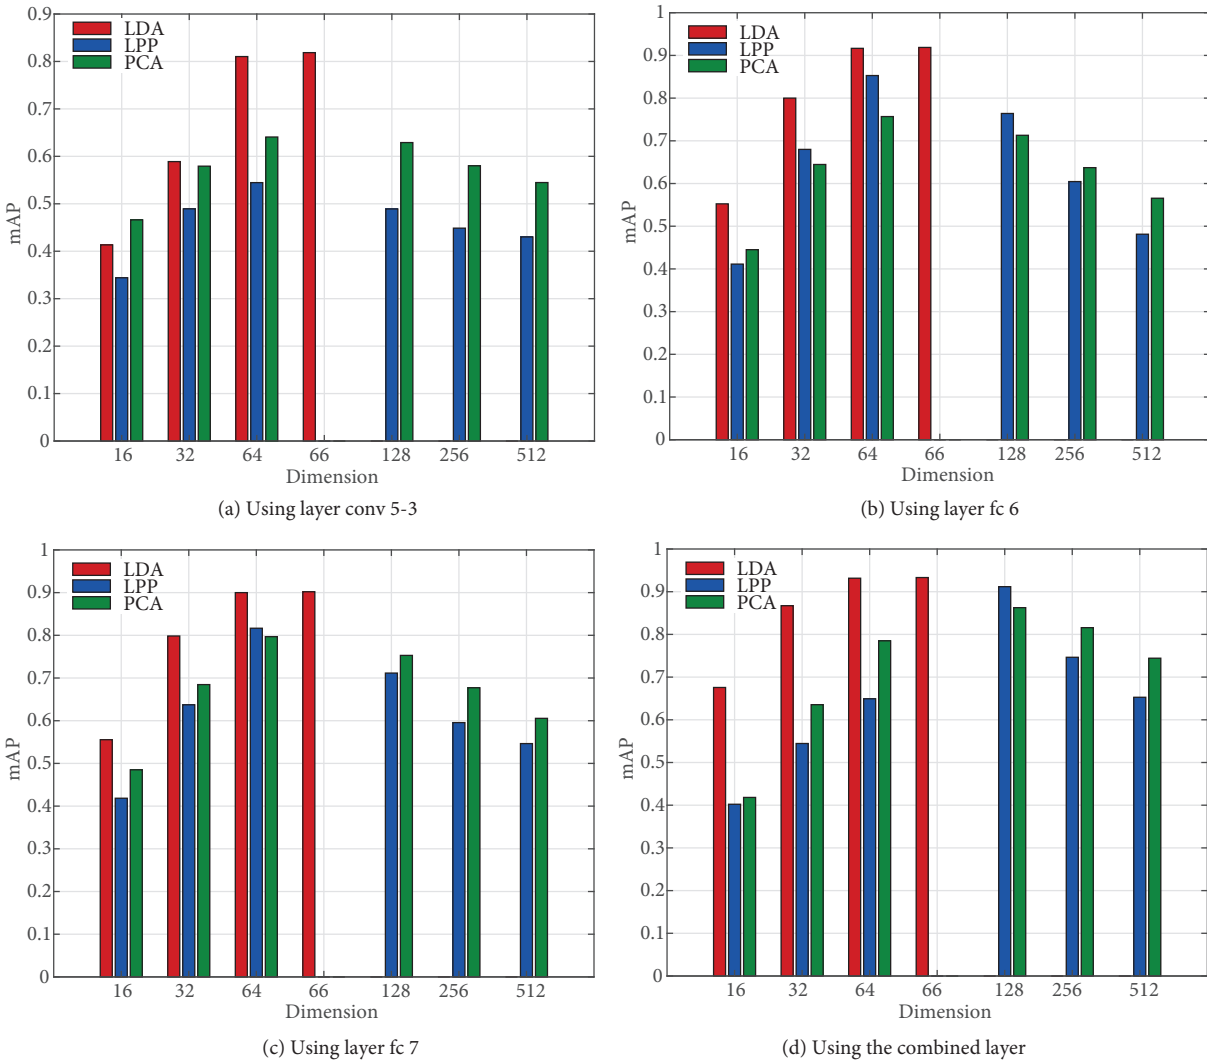 0.9
0.8
0.7
0.6
0.5
0.4
0.3
0.2
0.1
0
mAP
LDA
LPP
PCA
16 32 64 66 128 256 512
Dimension
(a) Using layer conv 5-3
1
0.9
0.8
0.7
0.6
0.5
0.4
0.3
0.2
0.1
0
mAP
LDA
LPP
PCA
16 32 64 66 128 256 512
Dimension
(b) Using layer fc 6
1
0.9
0.8
0.7
0.6
0.5
0.4
0.3
0.2
0.1
0
mAP
LDA
LPP
PCA
16 32 64 66 128 256 512
Dimension
(c) Using layer fc 7
1
0.9
0.8
0.7
0.6
0.5
0.4
0.3
0.2
0.1
0
mAP
LDA
LPP
PCA
16 32 64 66 128 256 512
Dimension
(d) Using the combined layer